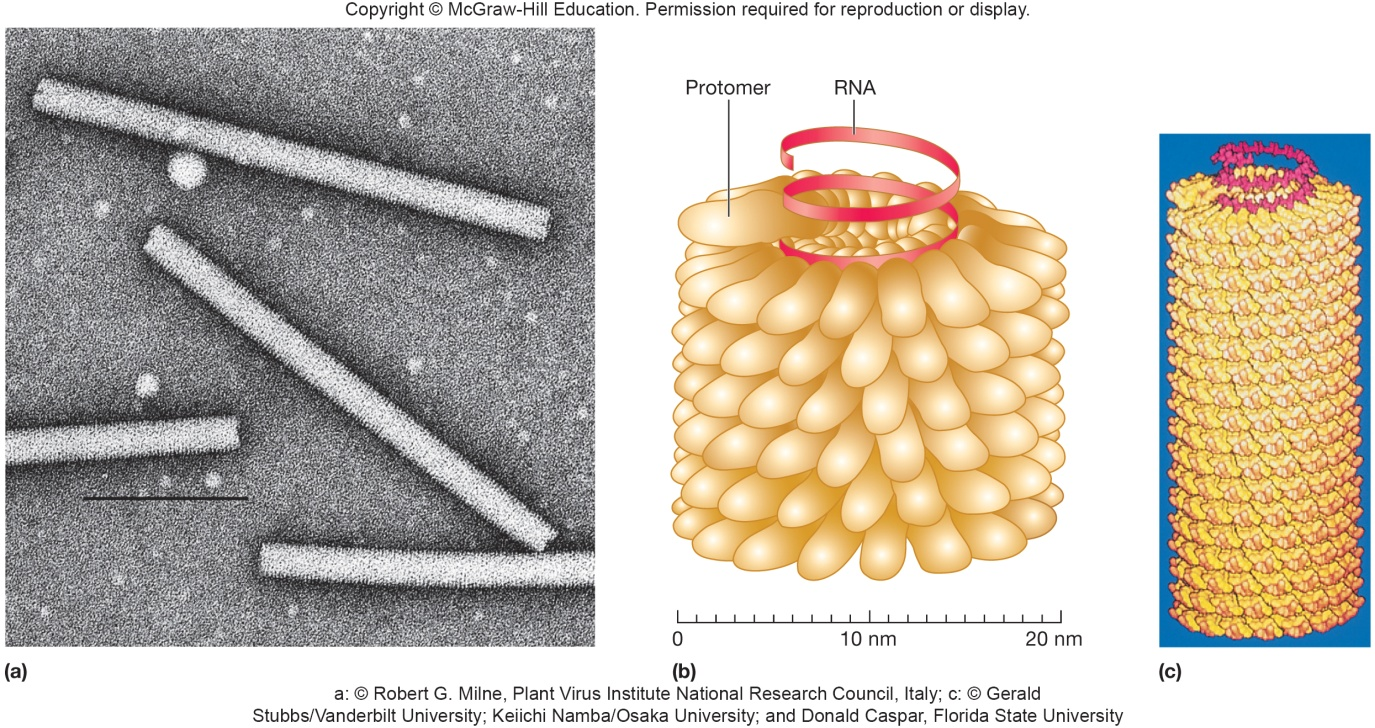 Copyright © McGraw-Hill Education. Permission required for reproduction or display.
Protomer
RNA
0
10 nm
20 nm
(a)
(b)
(c)
a: © Robert G. Milne, Plant Virus Institute National Research Council, Italy; c: © Gerald
Stubbs/Vanderbilt University; Keiichi Namba/Osaka University; and Donald Caspar, Florida State University